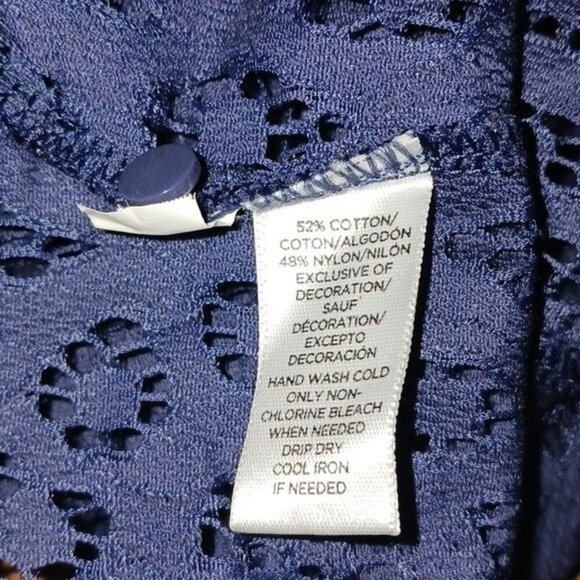 52% COTTON/
COTON/ALGODÓN
48% NYLON/NILÓN
EXCLUSIVE OF
DECORATION/
SAUF
DÉCORATION/
EXCEPTO
DECORACIÓN
HAND WASH COLD
ONLY NON-
CHLORINE BLEACH
WHEN NEEDED
DRIP DRY
COOL IRON
IF NEEDED